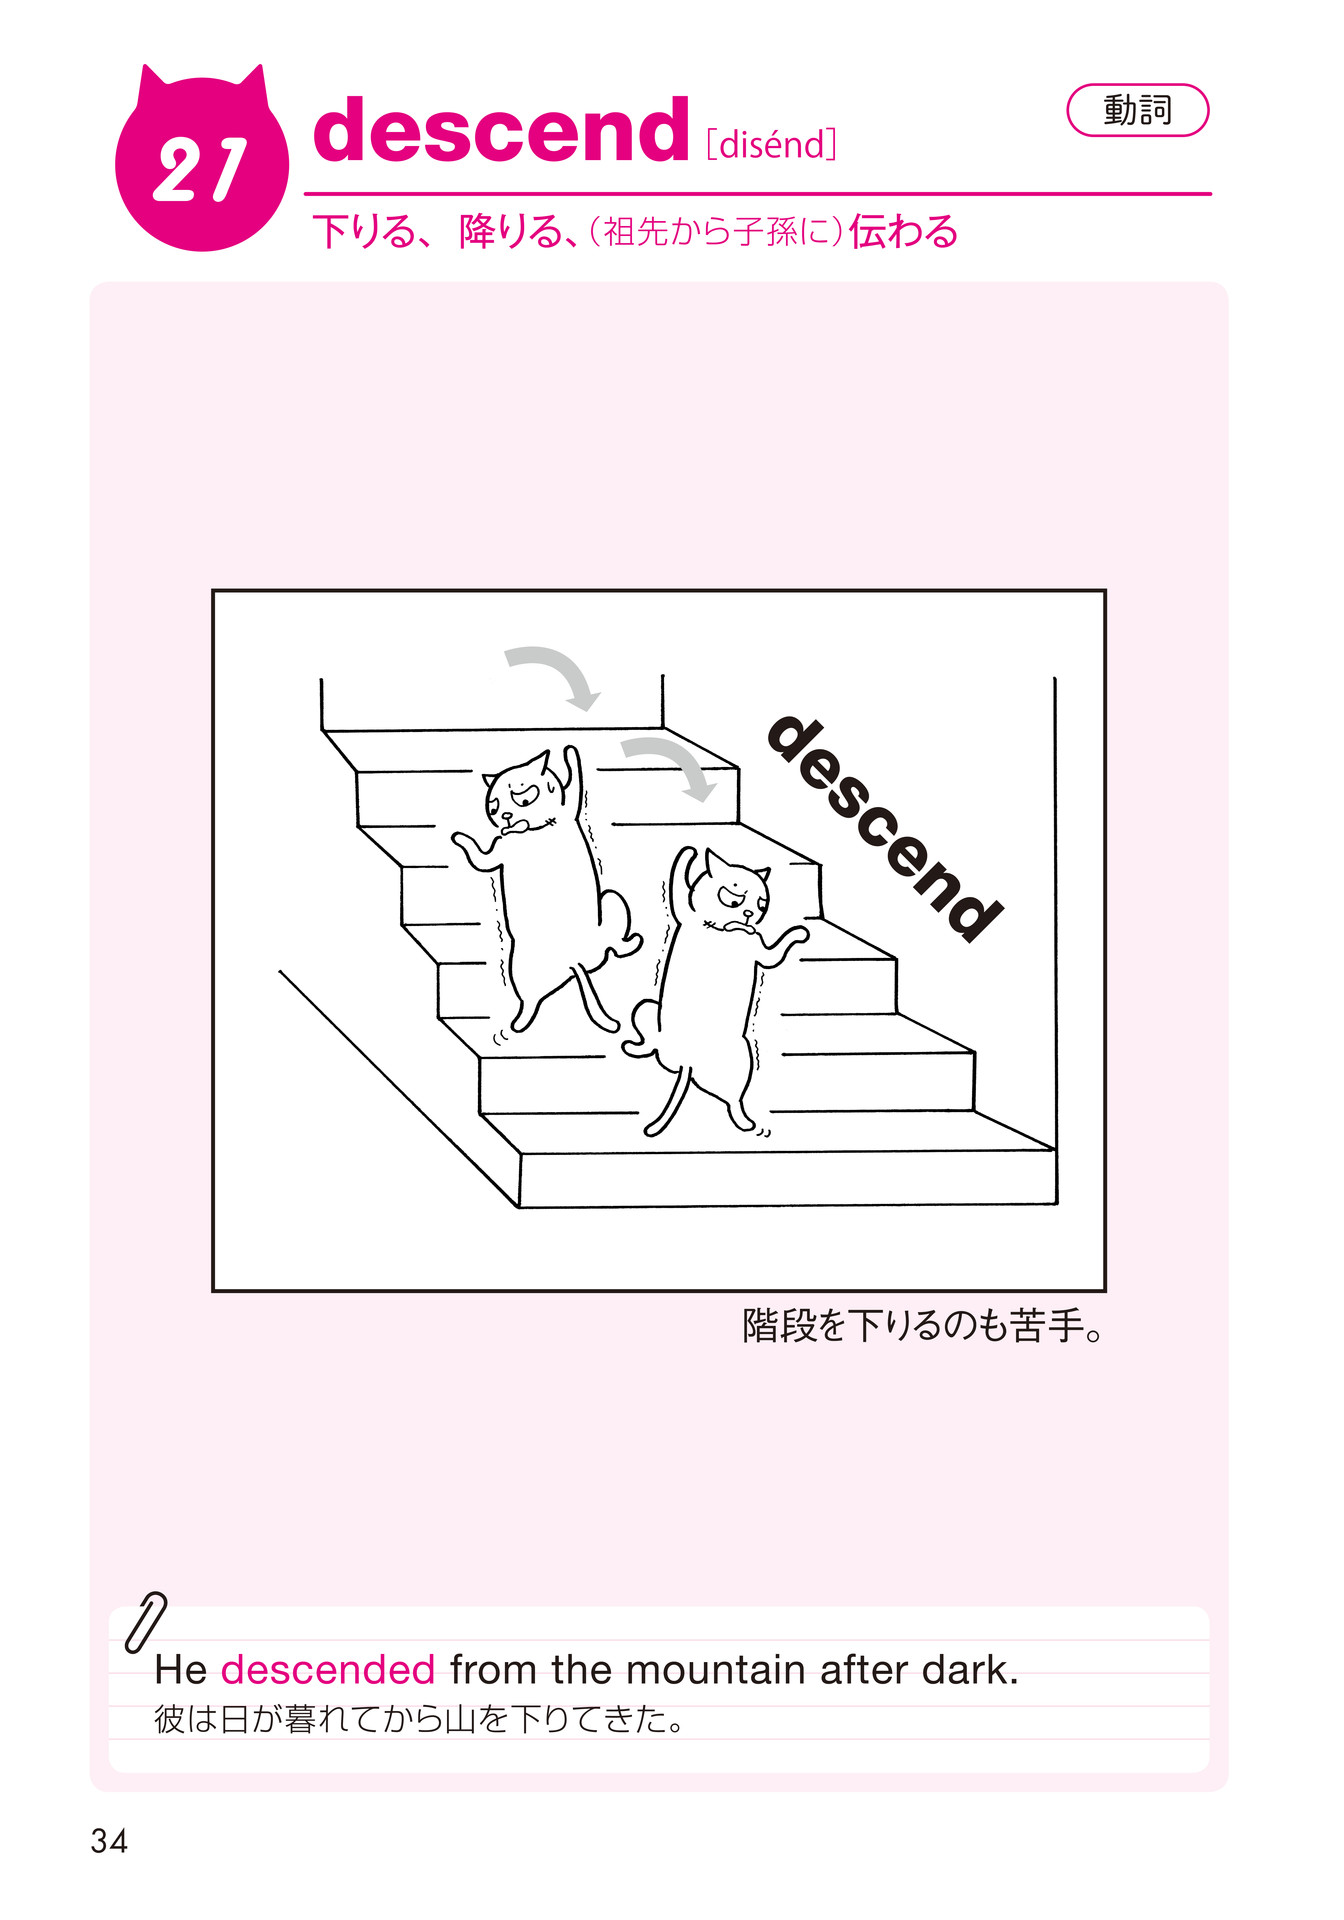 21
descend [disénd]
動詞
下りる、降りる、（祖先から子孫に）伝わる
descend
階段を下りるのも苦手。
He descended from the mountain after dark.
彼は日が暮れてから山を下りてきた。
34